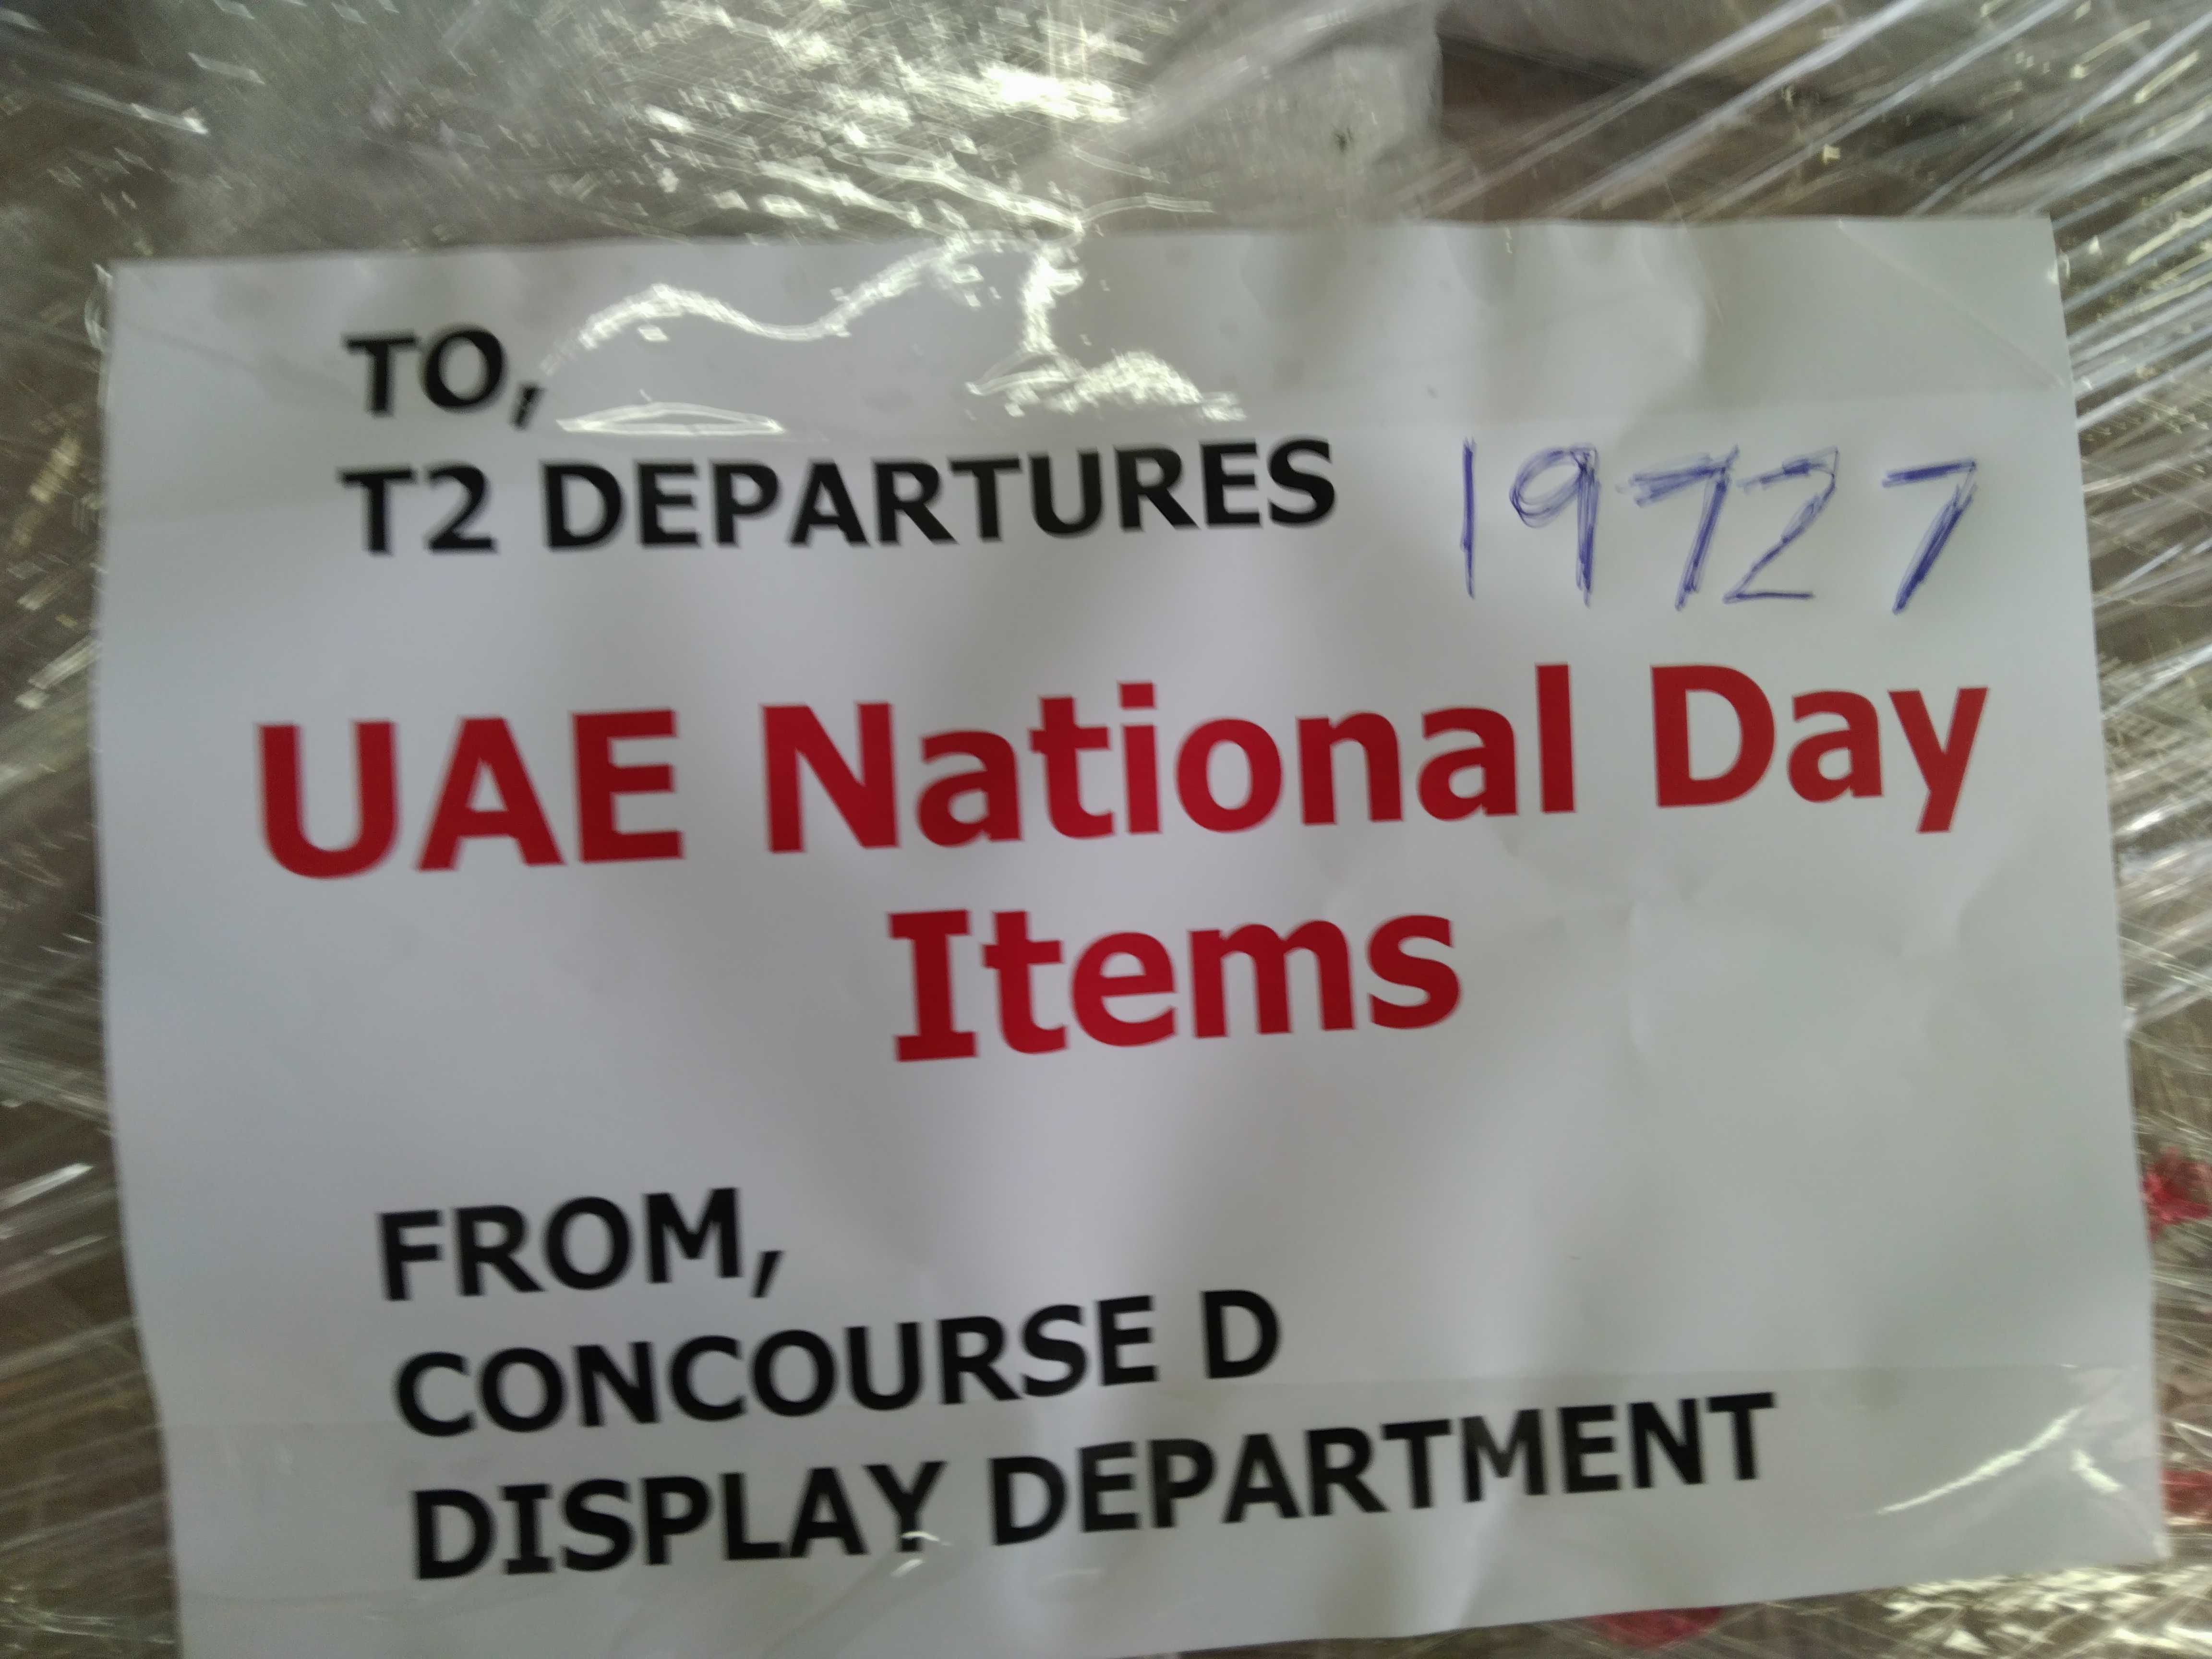 TO,
T2 DEPARTURES 19727
UAE National Day
Items
FROM,
CONCOURSE D
DISPLAY DEPARTMENT